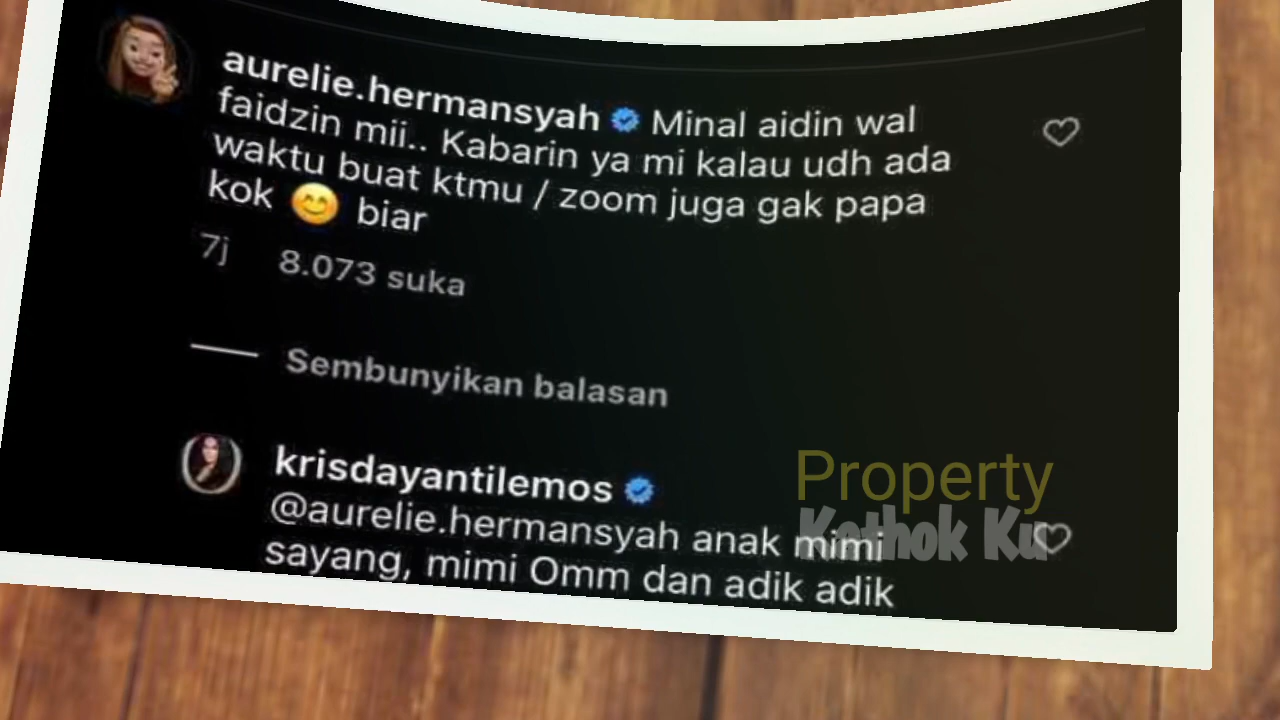 aurelie.hermansyah Minal aidin wal
faidzin mii.. Kabarin ya mi kalau udh ada
waktu buat ktmu / zoom juga gak papa
kok 😊 biar
7j 8.073 suka
Sembunyikan balasan
krisdayantilemos
@aurelie.hermansyah anak mimi
sayang, mimi Omm dan adik adik
Property
Kathok Ku